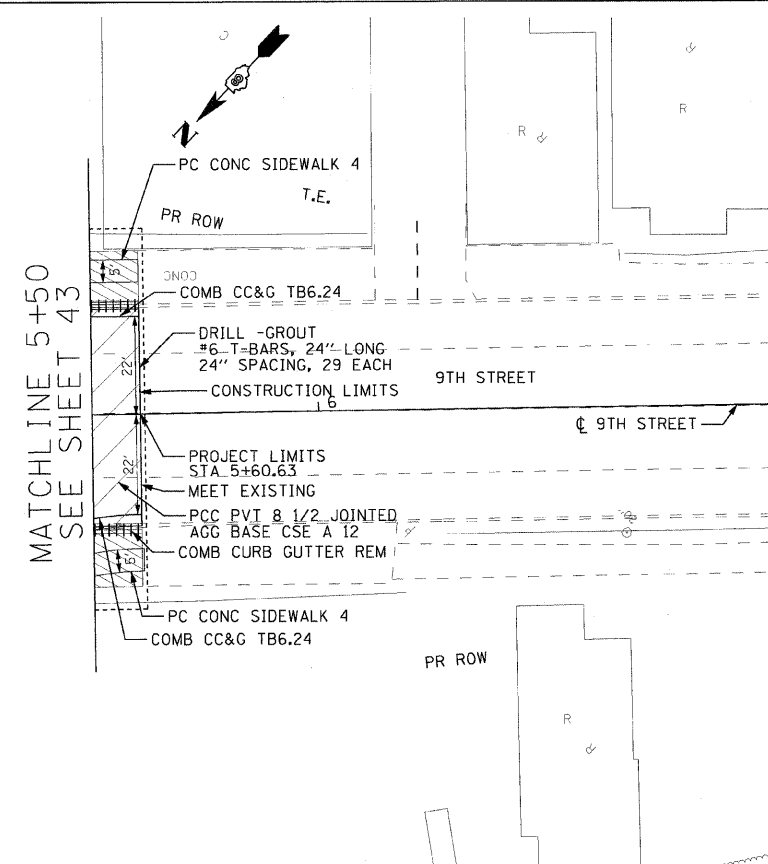 N
PC CONC SIDEWALK 4
T.E.
PR ROW
R
R
5'
CONC
COMB CC&G TB6.24
MATCHLINE 5+50
SEE SHEET 43
DRILL -GROUT
#6 T-BARS, 24" LONG
24" SPACING, 29 EACH
22'
CONSTRUCTION LIMITS
9TH STREET
6
℄ 9TH STREET
PROJECT LIMITS
STA 5+60.63
22'
MEET EXISTING
PCC PVT 8 1/2 JOINTED
AGG BASE CSE A 12
COMB CURB GUTTER REM
5'
PC CONC SIDEWALK 4
COMB CC&G TB6.24
PR ROW
R